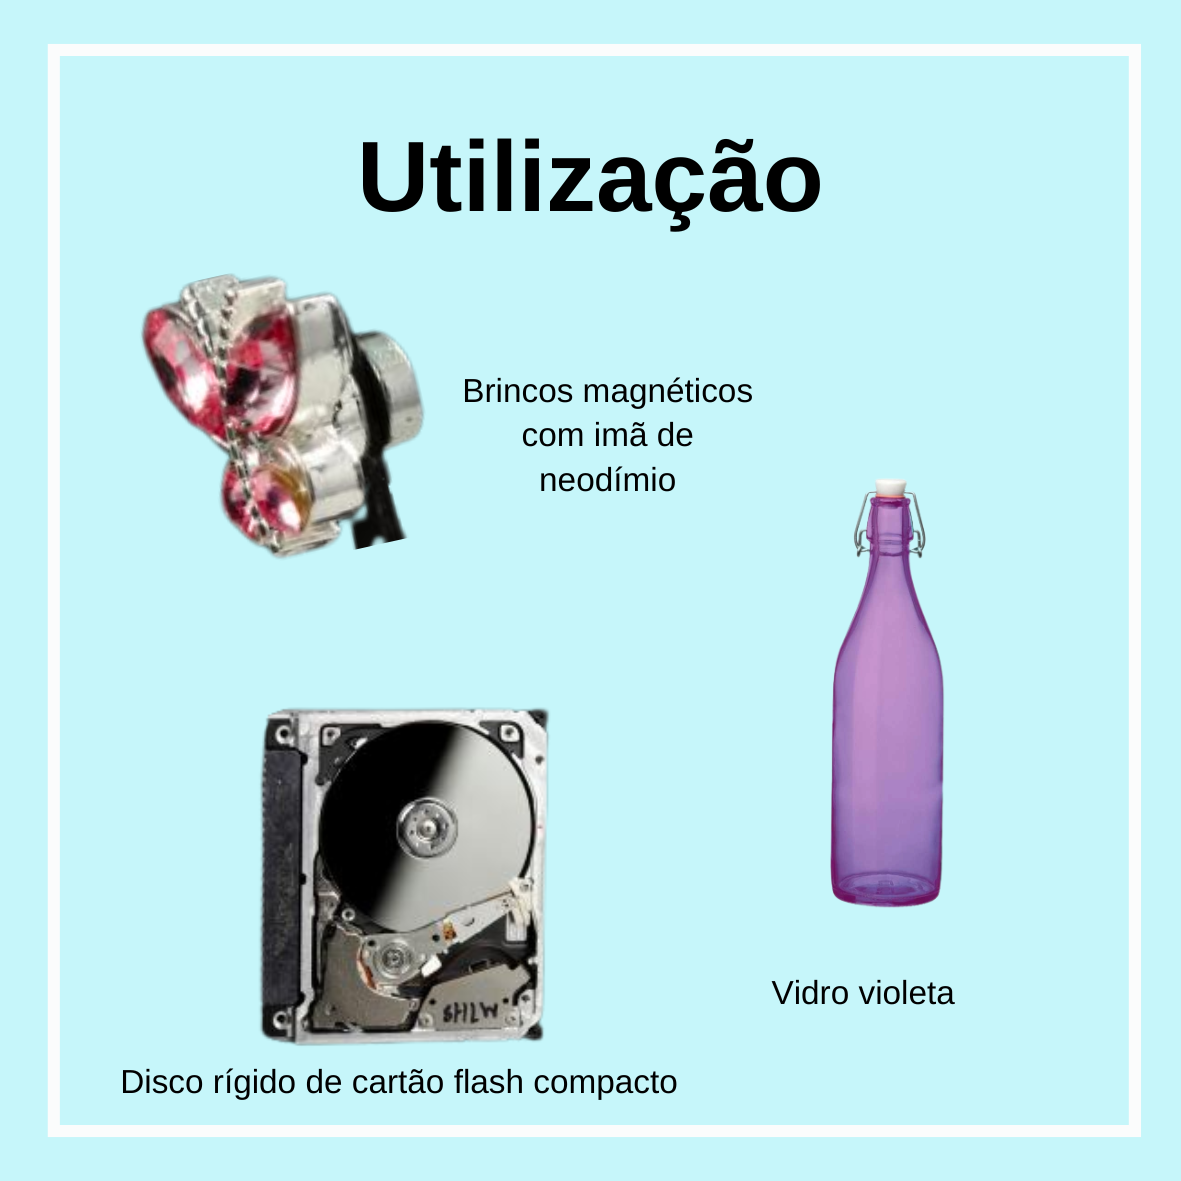 Utilização
Brincos magnéticos
com imã de
neodímio
Vidro violeta
Disco rígido de cartão flash compacto